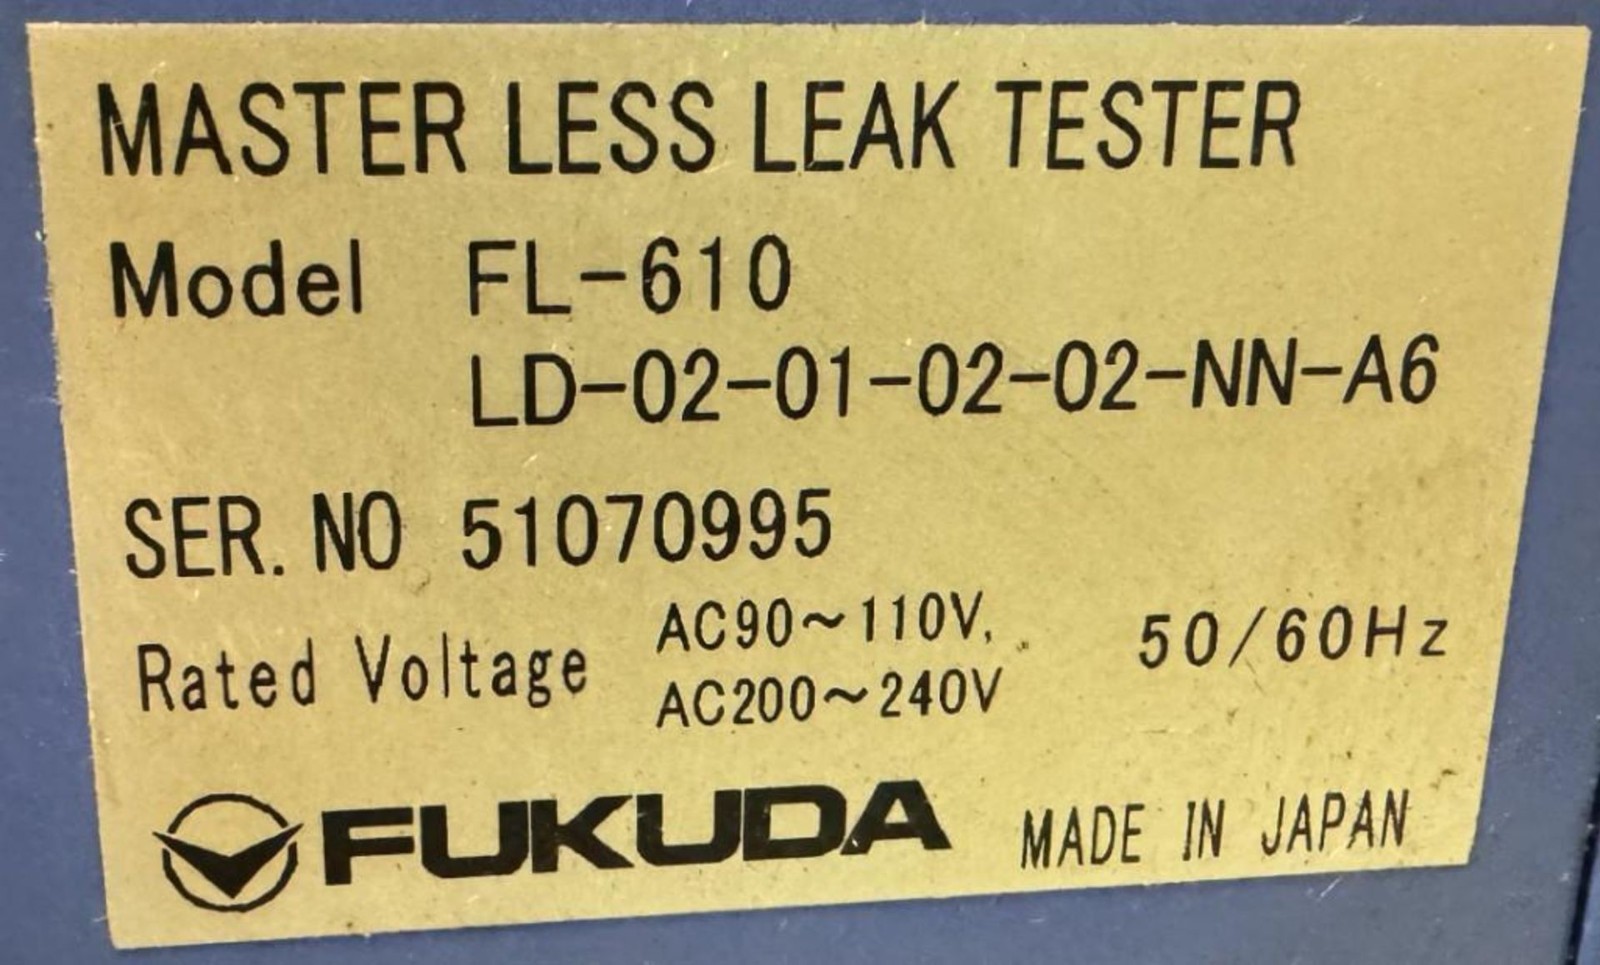 MASTER LESS LEAK TESTER
Model FL-610
LD-02-01-02-02-NN-A6
SER. NO 51070995
Rated Voltage AC90~110V, 50/60Hz
AC200~240V
FUKUDA MADE IN JAPAN